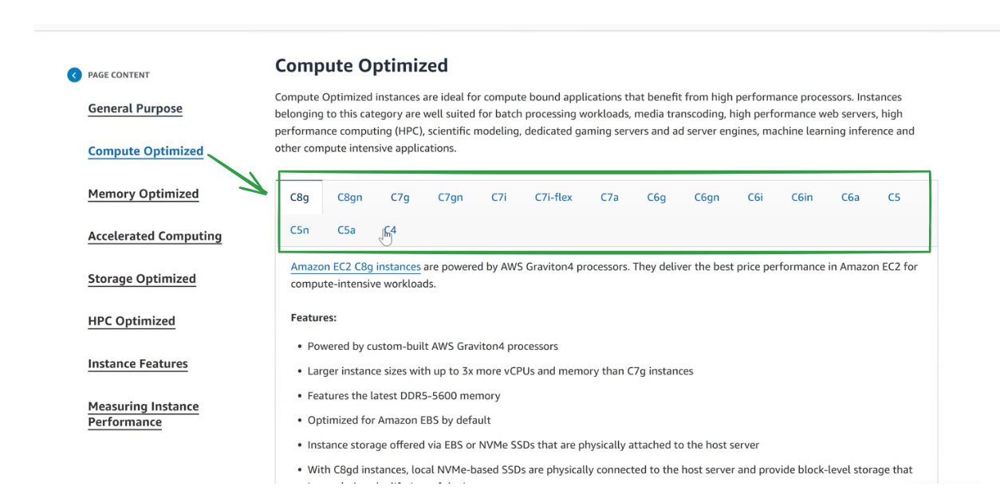 PAGE CONTENT
General Purpose
Compute Optimized
Memory Optimized
Accelerated Computing
Storage Optimized
HPC Optimized
Instance Features
Measuring Instance
Performance
Compute Optimized
Compute Optimized instances are ideal for compute bound applications that benefit from high performance processors. Instances
belonging to this category are well suited for batch processing workloads, media transcoding, high performance web servers, high
performance computing (HPC), scientific modeling, dedicated gaming servers and ad server engines, machine learning inference and
other compute intensive applications.
C8g C8gn C7g C7gn C7i C7i-flex C7a C6g C6gn C6i C6in C6a C5
C5n C5a C4
Amazon EC2 C8g instances are powered by AWS Graviton4 processors. They deliver the best price performance in Amazon EC2 for
compute-intensive workloads.
Features:
• Powered by custom-built AWS Graviton4 processors
• Larger instance sizes with up to 3x more vCPUs and memory than C7g instances
• Features the latest DDR5-5600 memory
• Optimized for Amazon EBS by default
• Instance storage offered via EBS or NVMe SSDs that are physically attached to the host server
• With C8gd instances, local NVMe-based SSDs are physically connected to the host server and provide block-level storage that